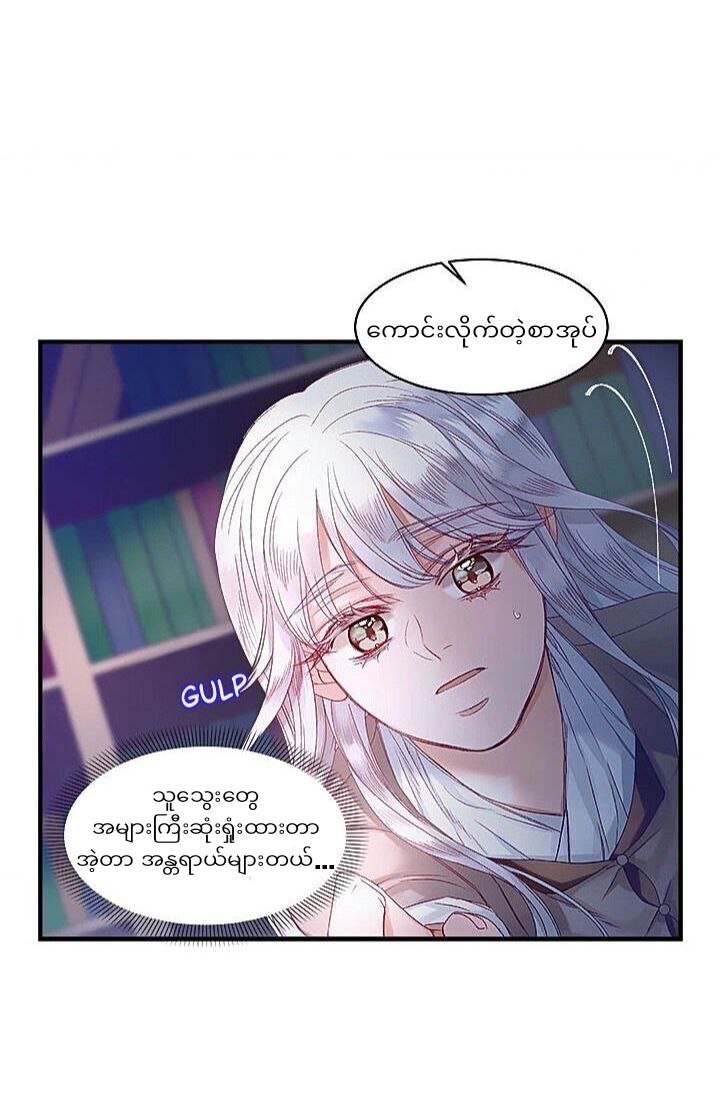 ကောင်းလိုက်တဲ့စာအုပ်
GULP
သူသွေးတွေ
အများကြီးဆုံးရှုံးထားတာ
အဲ့တာ အန္တရာယ်များတယ်...